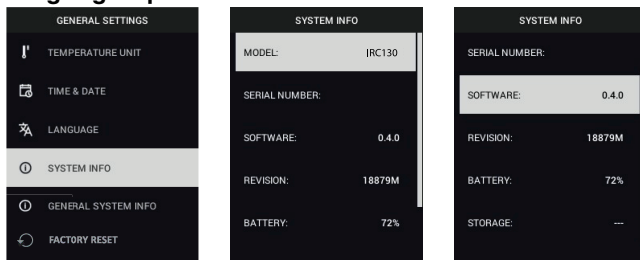 GENERAL SETTINGS
TEMPERATURE UNIT
TIME & DATE
LANGUAGE
SYSTEM INFO
GENERAL SYSTEM INFO
FACTORY RESET
SYSTEM INFO
MODEL: IRC130
SERIAL NUMBER:
SOFTWARE: 0.4.0
REVISION: 18879M
BATTERY: 72%
SYSTEM INFO
SERIAL NUMBER:
SOFTWARE: 0.4.0
REVISION: 18879M
BATTERY: 72%
STORAGE: ---